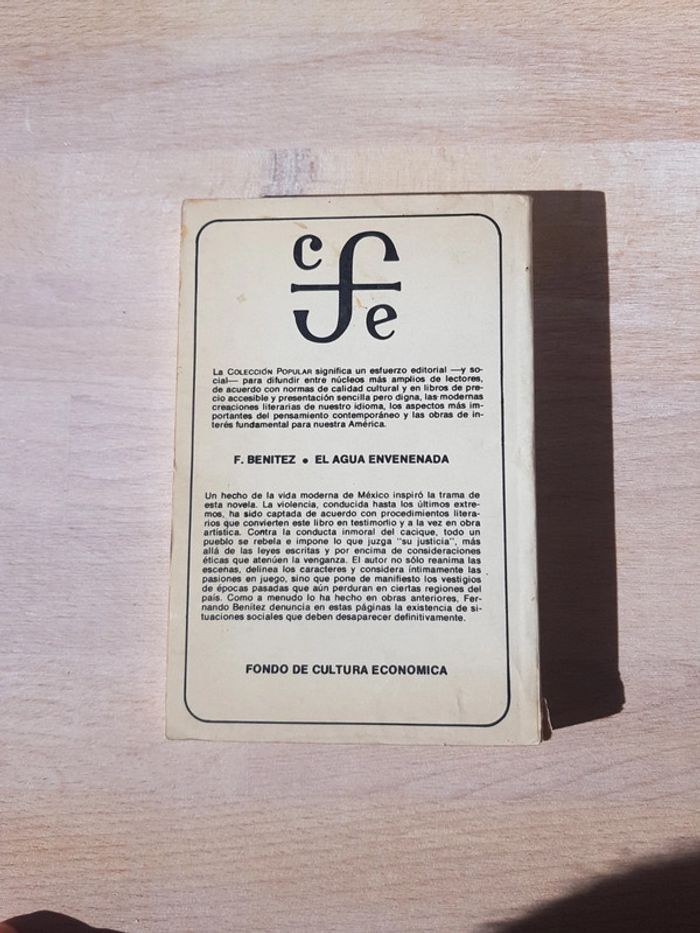 c f e
La COLECCIÓN POPULAR significa un esfuerzo editorial —y so-
cial— para difundir entre núcleos más amplios de lectores,
de acuerdo con normas de calidad cultural y en libros de pre-
cio accesible y presentación sencilla pero digna, las modernas
creaciones literarias de nuestro idioma, los aspectos más im-
portantes del pensamiento contemporáneo y las obras de in-
terés fundamental para nuestra América.
F. BENITEZ • EL AGUA ENVENENADA
Un hecho de la vida moderna de México inspiró la trama de
esta novela. La violencia, conducida hasta los últimos extre-
mos, ha sido captada de acuerdo con procedimientos litera-
rios que convierten este libro en testimonio y a la vez en obra
artística. Contra la conducta inmoral del cacique, todo un
pueblo se rebela e impone lo que juzga "su justicia", más
allá de las leyes escritas y por encima de consideraciones
éticas que atenúen la venganza. El autor no sólo reanima las
escenas, delinea los caracteres y considera íntimamente las
pasiones en juego, sino que pone de manifiesto los vestigios
de épocas pasadas que aún perduran en ciertas regiones del
país. Como a menudo lo ha hecho en obras anteriores, Fer-
nando Benítez denuncia en estas páginas la existencia de si-
tuaciones sociales que deben desaparecer definitivamente.
FONDO DE CULTURA ECONOMICA